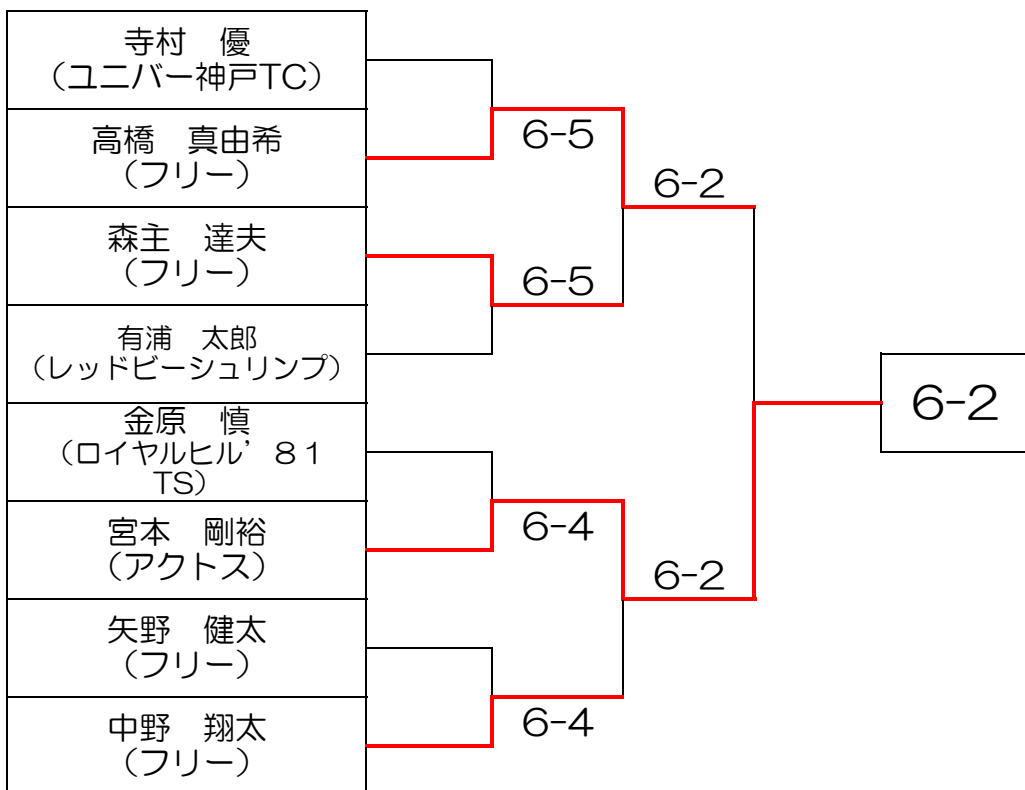 寺村　優
（ユニバー神戸TC）
高橋　真由希
（フリー）
森主　達夫
（フリー）
有浦　太郎
（レッドビーシュリンプ）
金原　慎
（ロイヤルヒル’８１
TS）
宮本　剛裕
（アクトス）
矢野　健太
（フリー）
中野　翔太
（フリー）
6-5
6-5
6-4
6-4
6-2
6-2
6-2